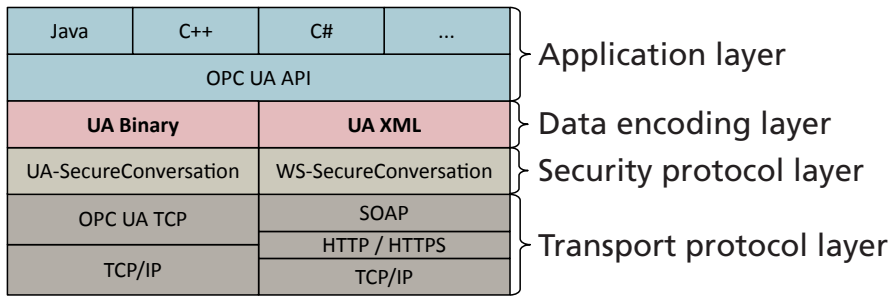 Java C++ C# ...
OPC UA API
Application layer
UA Binary UA XML
Data encoding layer
UA-SecureConversation WS-SecureConversation
Security protocol layer
OPC UA TCP SOAP
HTTP / HTTPS
Transport protocol layer
TCP/IP TCP/IP